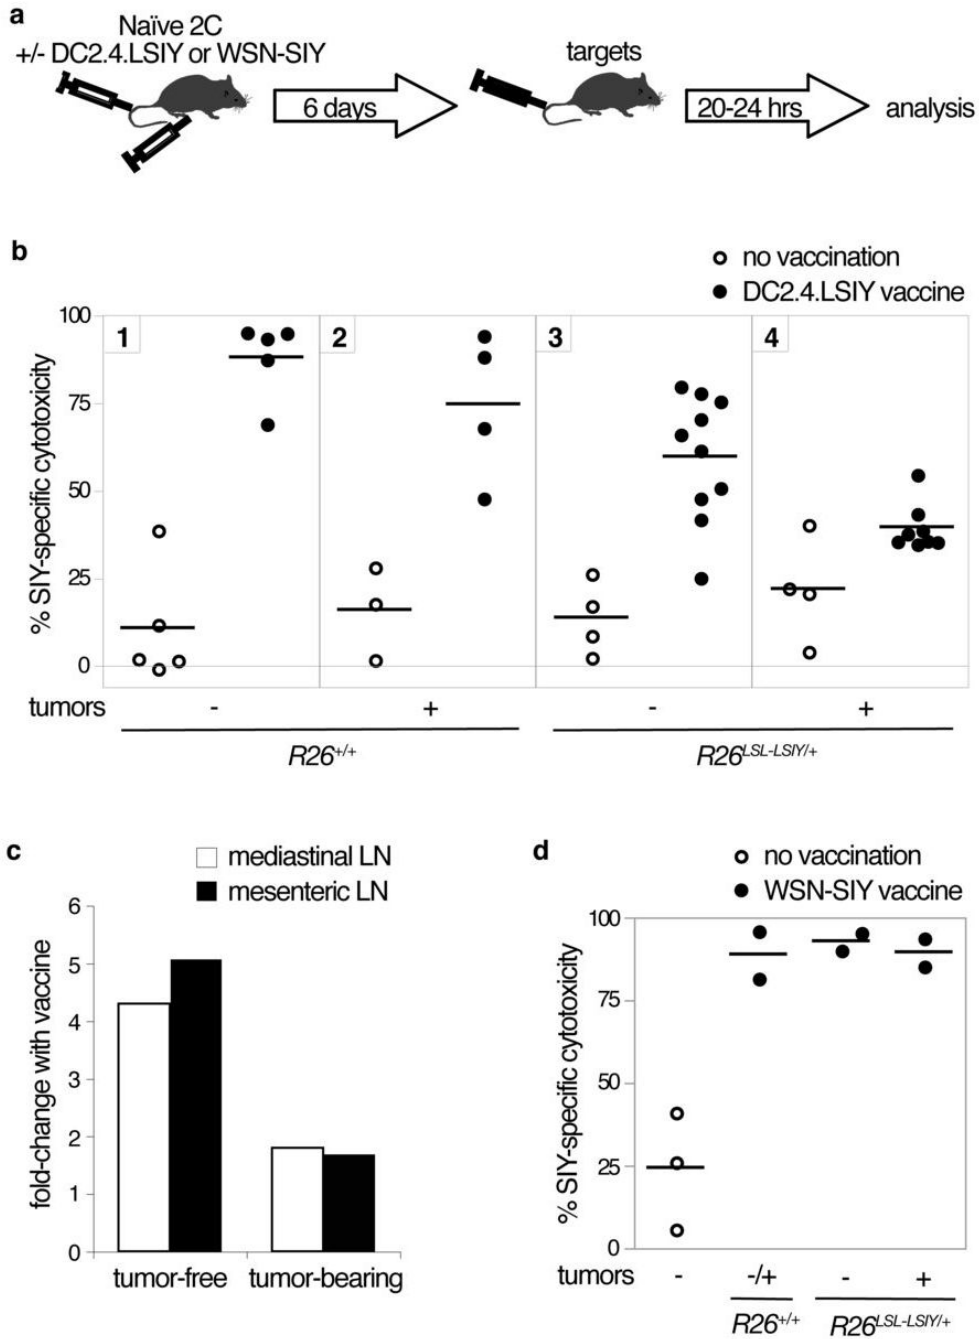 a
Naïve 2C
+/- DC2.4.LSIY or WSN-SIY
targets
6 days
20-24 hrs
analysis
b
no vaccination
DC2.4.LSIY vaccine
% SIY-specific cytotoxicity
100
75
50
25
0
1
2
3
4
tumors - + - +
R26+/+ R26LSL-LSIY/+
c
mediastinal LN
mesenteric LN
fold-change with vaccine
6
5
4
3
2
1
0
tumor-free tumor-bearing
d
no vaccination
WSN-SIY vaccine
% SIY-specific cytotoxicity
100
75
50
25
0
tumors - -/+ - +
R26+/+ R26LSL-LSIY/+